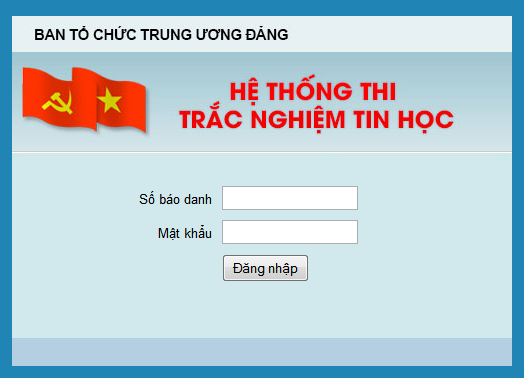 BAN TỔ CHỨC TRUNG ƯƠNG ĐẢNG
HỆ THỐNG THI
TRẮC NGHIỆM TIN HỌC
Số báo danh
Mật khẩu
Đăng nhập